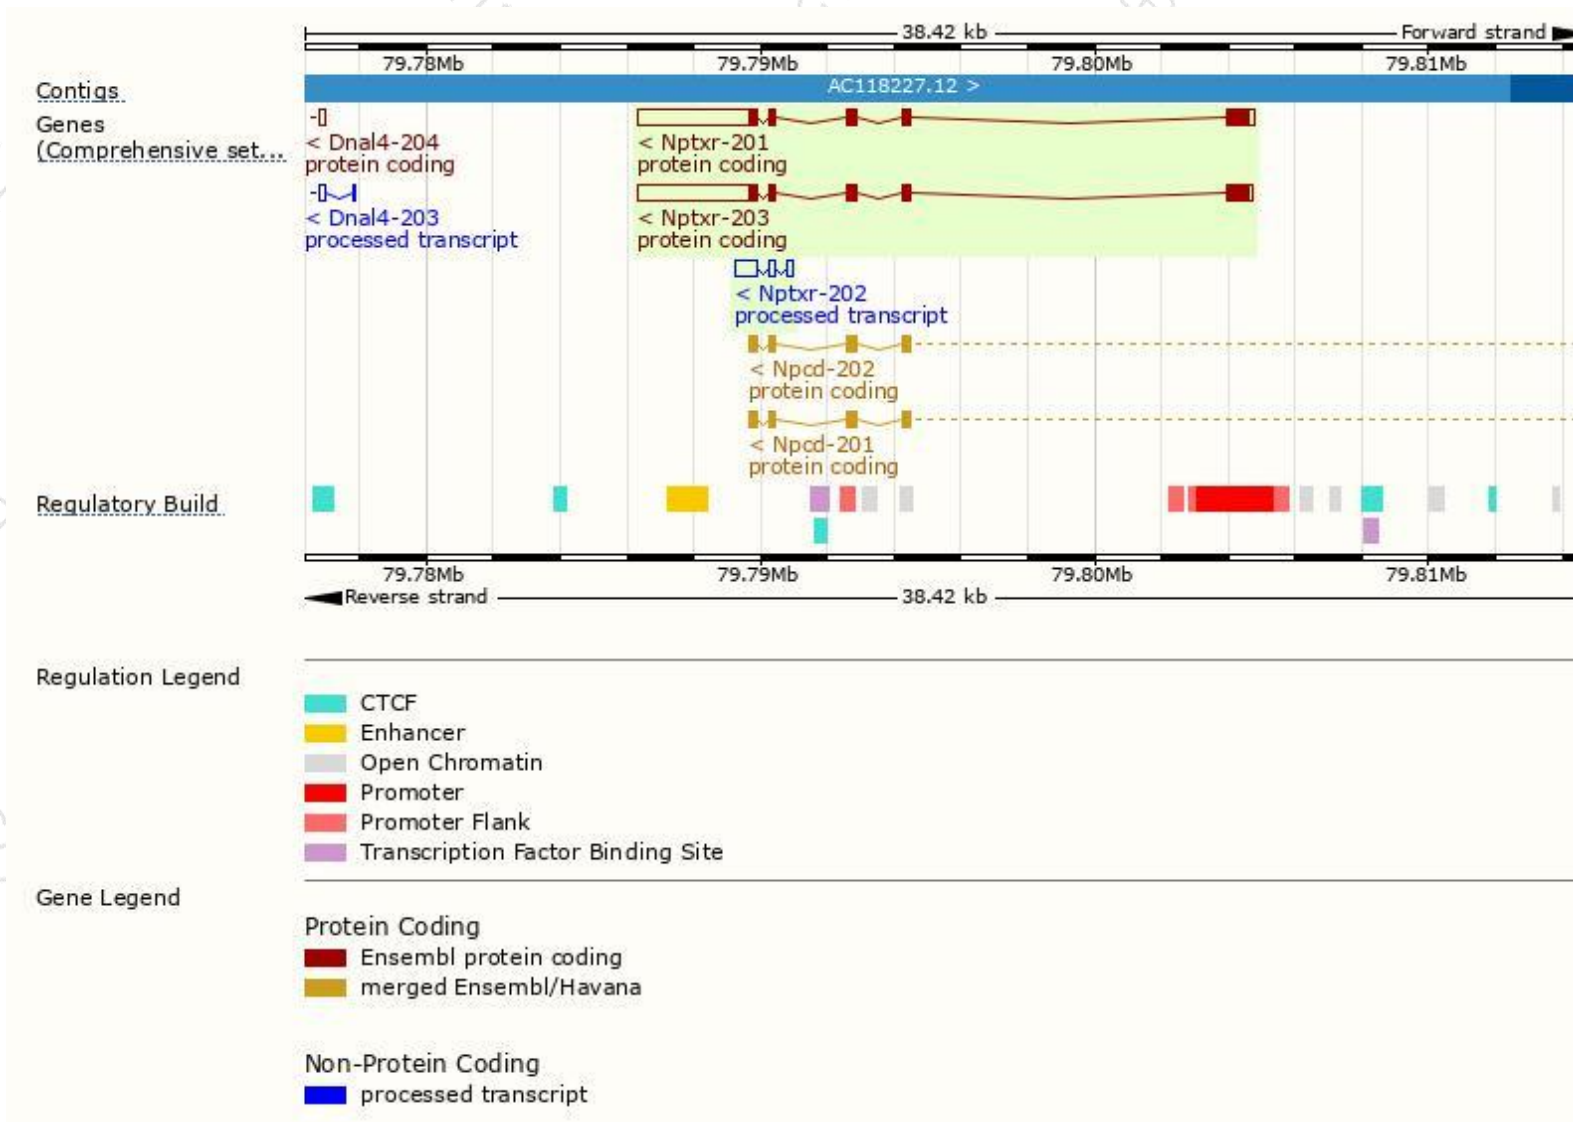 38.42 kb Forward strand
79.78Mb 79.79Mb 79.80Mb 79.81Mb
Contigs AC118227.12 >
Genes
(Comprehensive set...
< Dnal4-204 < Nptxr-201
protein coding protein coding
< Dnal4-203 < Nptxr-203
processed transcript protein coding
< Nptxr-202
processed transcript
< Npcd-202
protein coding
< Npcd-201
protein coding
Regulatory Build
79.78Mb 79.79Mb 79.80Mb 79.81Mb
Reverse strand 38.42 kb
Regulation Legend
CTCF
Enhancer
Open Chromatin
Promoter
Promoter Flank
Transcription Factor Binding Site
Gene Legend
Protein Coding
Ensembl protein coding
merged Ensembl/Havana
Non-Protein Coding
processed transcript